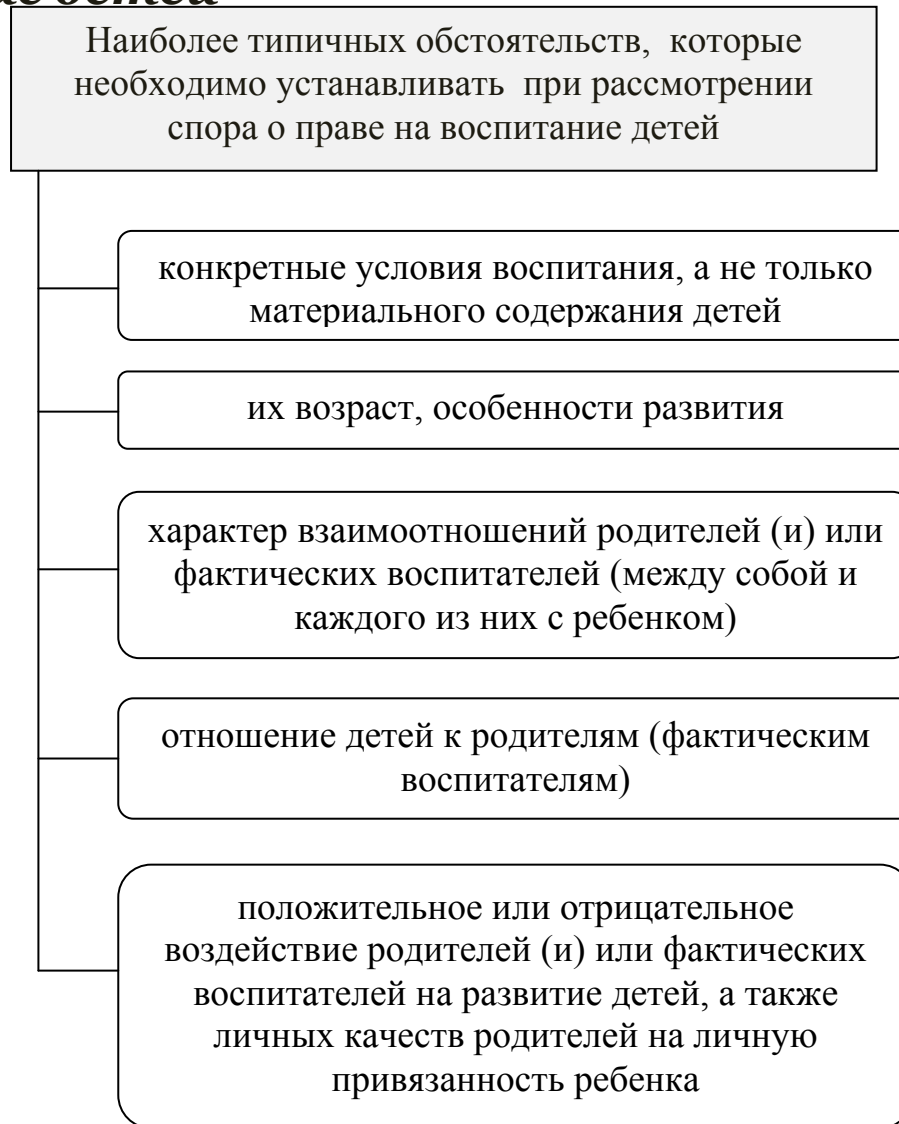 Наиболее типичных обстоятельств, которые
необходимо устанавливать при рассмотрении
спора о праве на воспитание детей
конкретные условия воспитания, а не только
материального содержания детей
их возраст, особенности развития
характер взаимоотношений родителей (и) или
фактических воспитателей (между собой и
каждого из них с ребенком)
отношение детей к родителям (фактическим
воспитателям)
положительное или отрицательное
воздействие родителей (и) или фактических
воспитателей на развитие детей, а также
личных качеств родителей на личную
привязанность ребенка